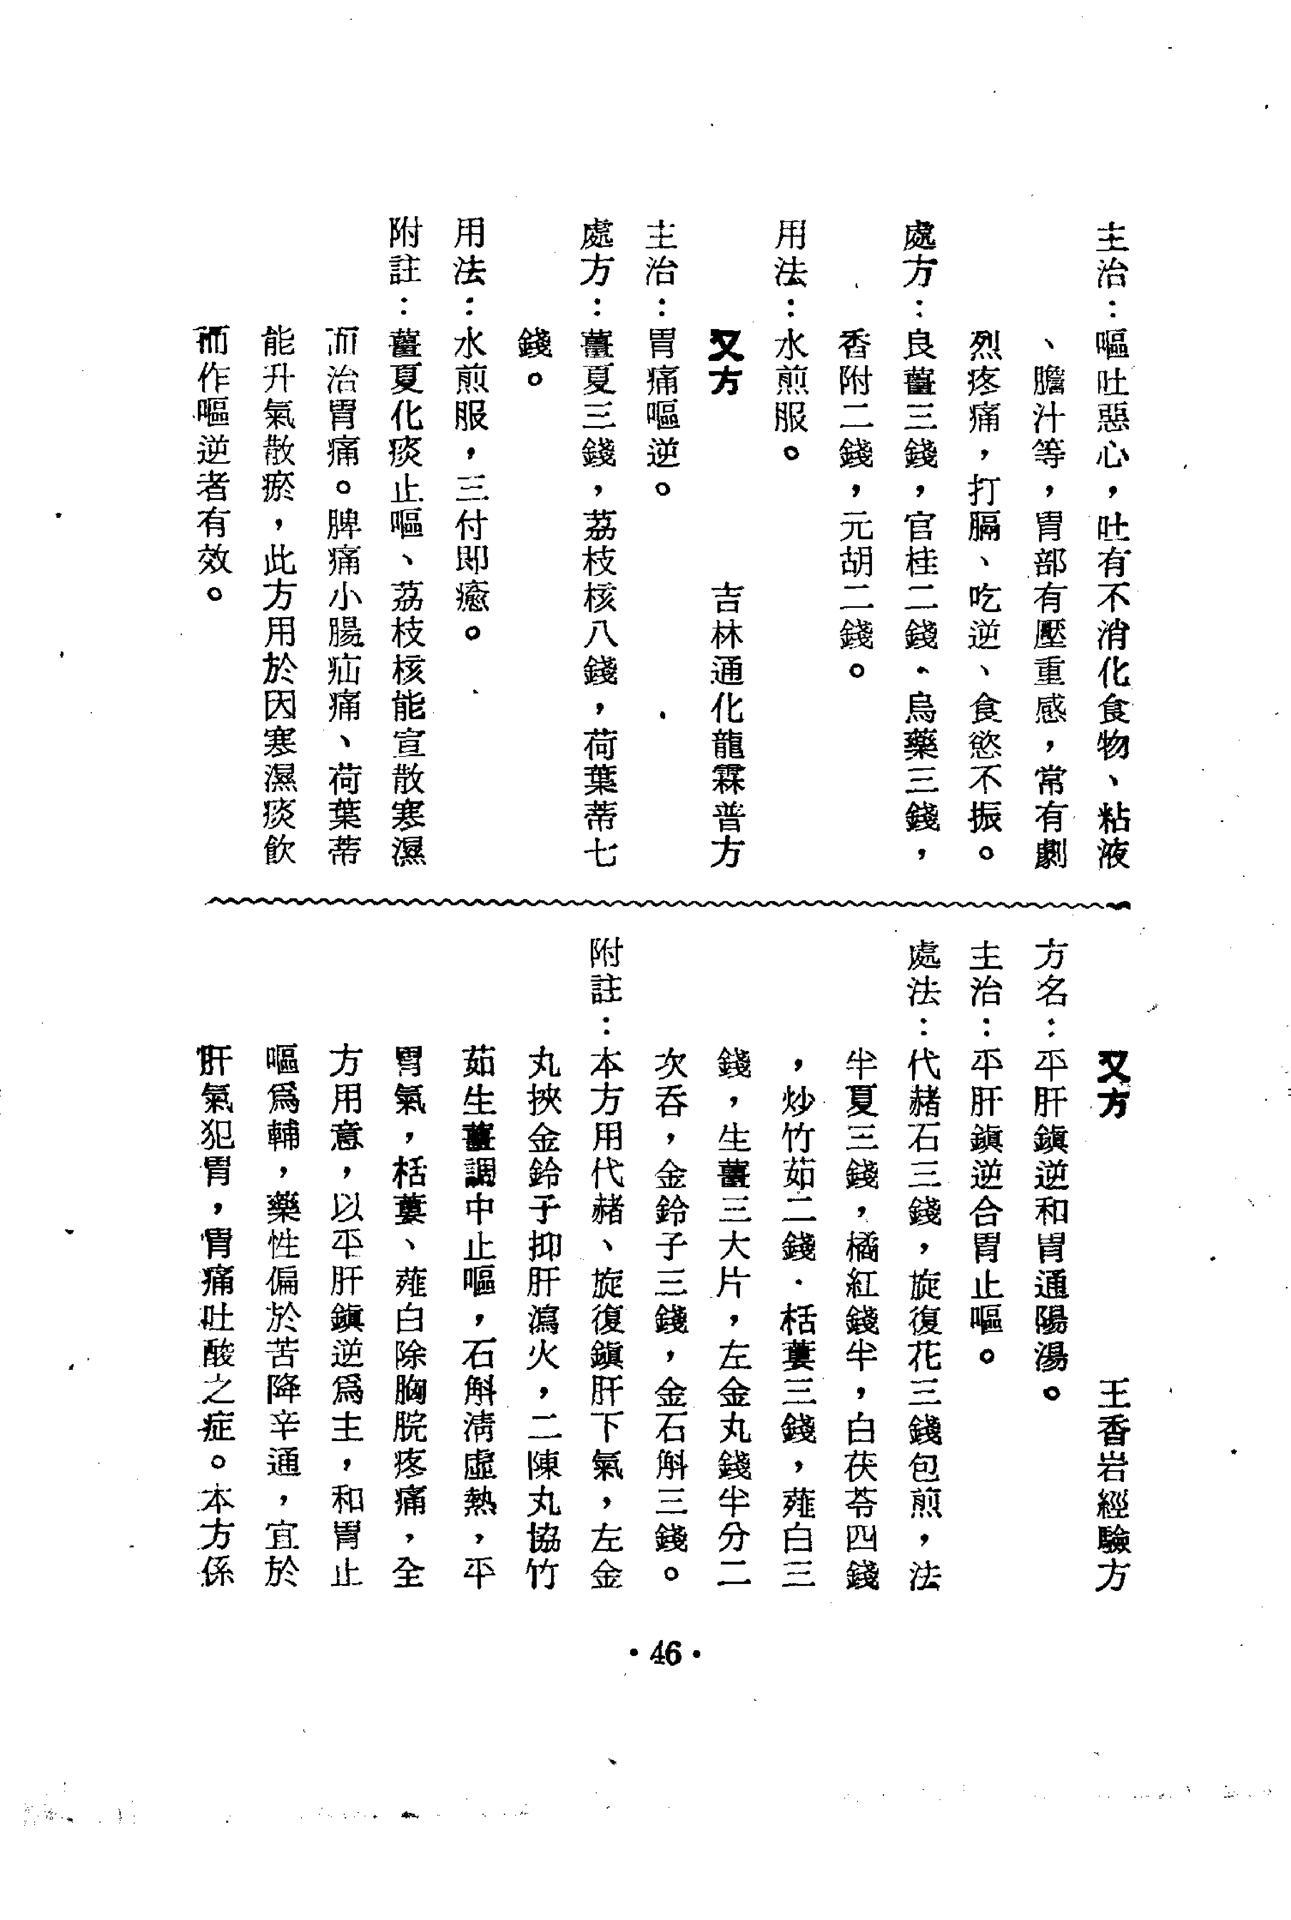 主治：嘔吐惡心，吐有不消化食物、粘液
、膽汁等，胃部有壓重感，常有劇
烈疼痛，打膈、吃逆、食慾不振。
處方：良薑三錢，官桂二錢、烏藥三錢，
香附二錢，元胡二錢。
用法：水煎服。
又方　吉林通化龍霖普方
主治：胃痛嘔逆。
處方：薑夏三錢，荔枝核八錢，荷葉蒂七
錢。
用法：水煎服，三付即癒。
附註：薑夏化痰止嘔、荔枝核能宣散寒濕
而治胃痛。脾痛小腸疝痛、荷葉蒂
能升氣散瘀，此方用於因寒濕痰飲
而作嘔逆者有效。
又方　王香岩經驗方
方名：平肝鎮逆和胃通陽湯。
主治：平肝鎮逆合胃止嘔。
處法：代赭石三錢，旋復花三錢包煎，法
半夏三錢，橘紅錢半，白茯苓四錢
，炒竹茹二錢．栝蔞三錢，薤白三
錢，生薑三大片，左金丸錢半分二
次吞，金鈴子三錢，金石斛三錢。
附註：本方用代赭、旋復鎮肝下氣，左金
丸挾金鈴子抑肝瀉火，二陳丸協竹
茹生薑調中止嘔，石斛淸虛熱，平
胃氣，栝蔞、薤白除胸脘疼痛，全
方用意，以平肝鎮逆爲主，和胃止
嘔爲輔，藥性偏於苦降辛通，宜於
肝氣犯胃，胃痛吐酸之症。本方係
·46·